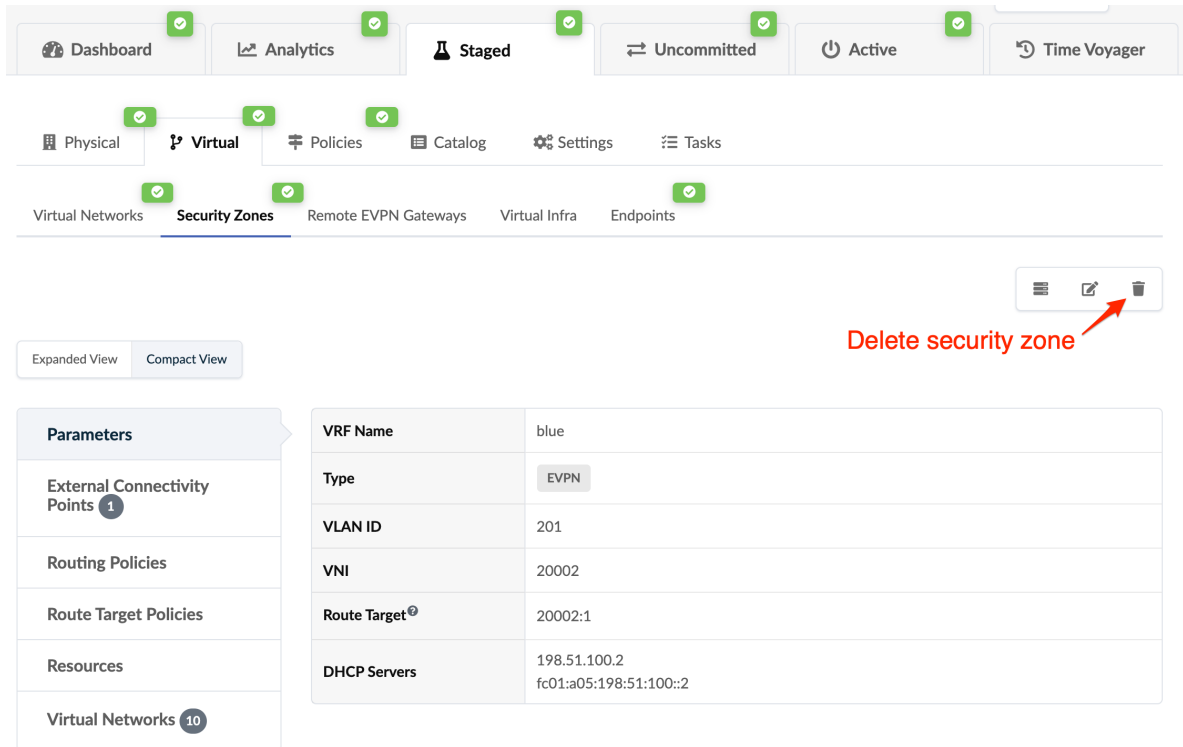 Dashboard
Analytics
Staged
Uncommitted
Active
Time Voyager
Physical
Virtual
Policies
Catalog
Settings
Tasks
Virtual Networks
Security Zones
Remote EVPN Gateways
Virtual Infra
Endpoints
Delete security zone
Expanded View
Compact View
Parameters
External Connectivity
Points 1
Routing Policies
Route Target Policies
Resources
Virtual Networks 10
VRF Name blue
Type EVPN
VLAN ID 201
VNI 20002
Route Target? 20002:1
DHCP Servers 198.51.100.2
fc01:a05:198:51:100::2